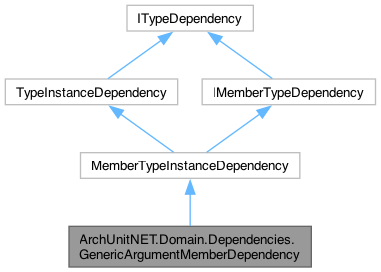 ITypeDependency
TypeInstanceDependency
IMemberTypeDependency
MemberTypeInstanceDependency
ArchUnitNET.Domain.Dependencies.
GenericArgumentMemberDependency